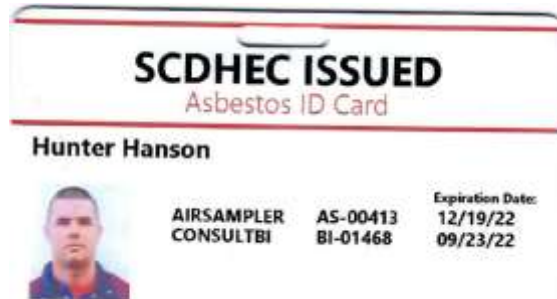 SCDHEC ISSUED
Asbestos ID Card
Hunter Hanson
Expiration Date:
AIRSAMPLER AS-00413 12/19/22
CONSULTBI BI-01468 09/23/22